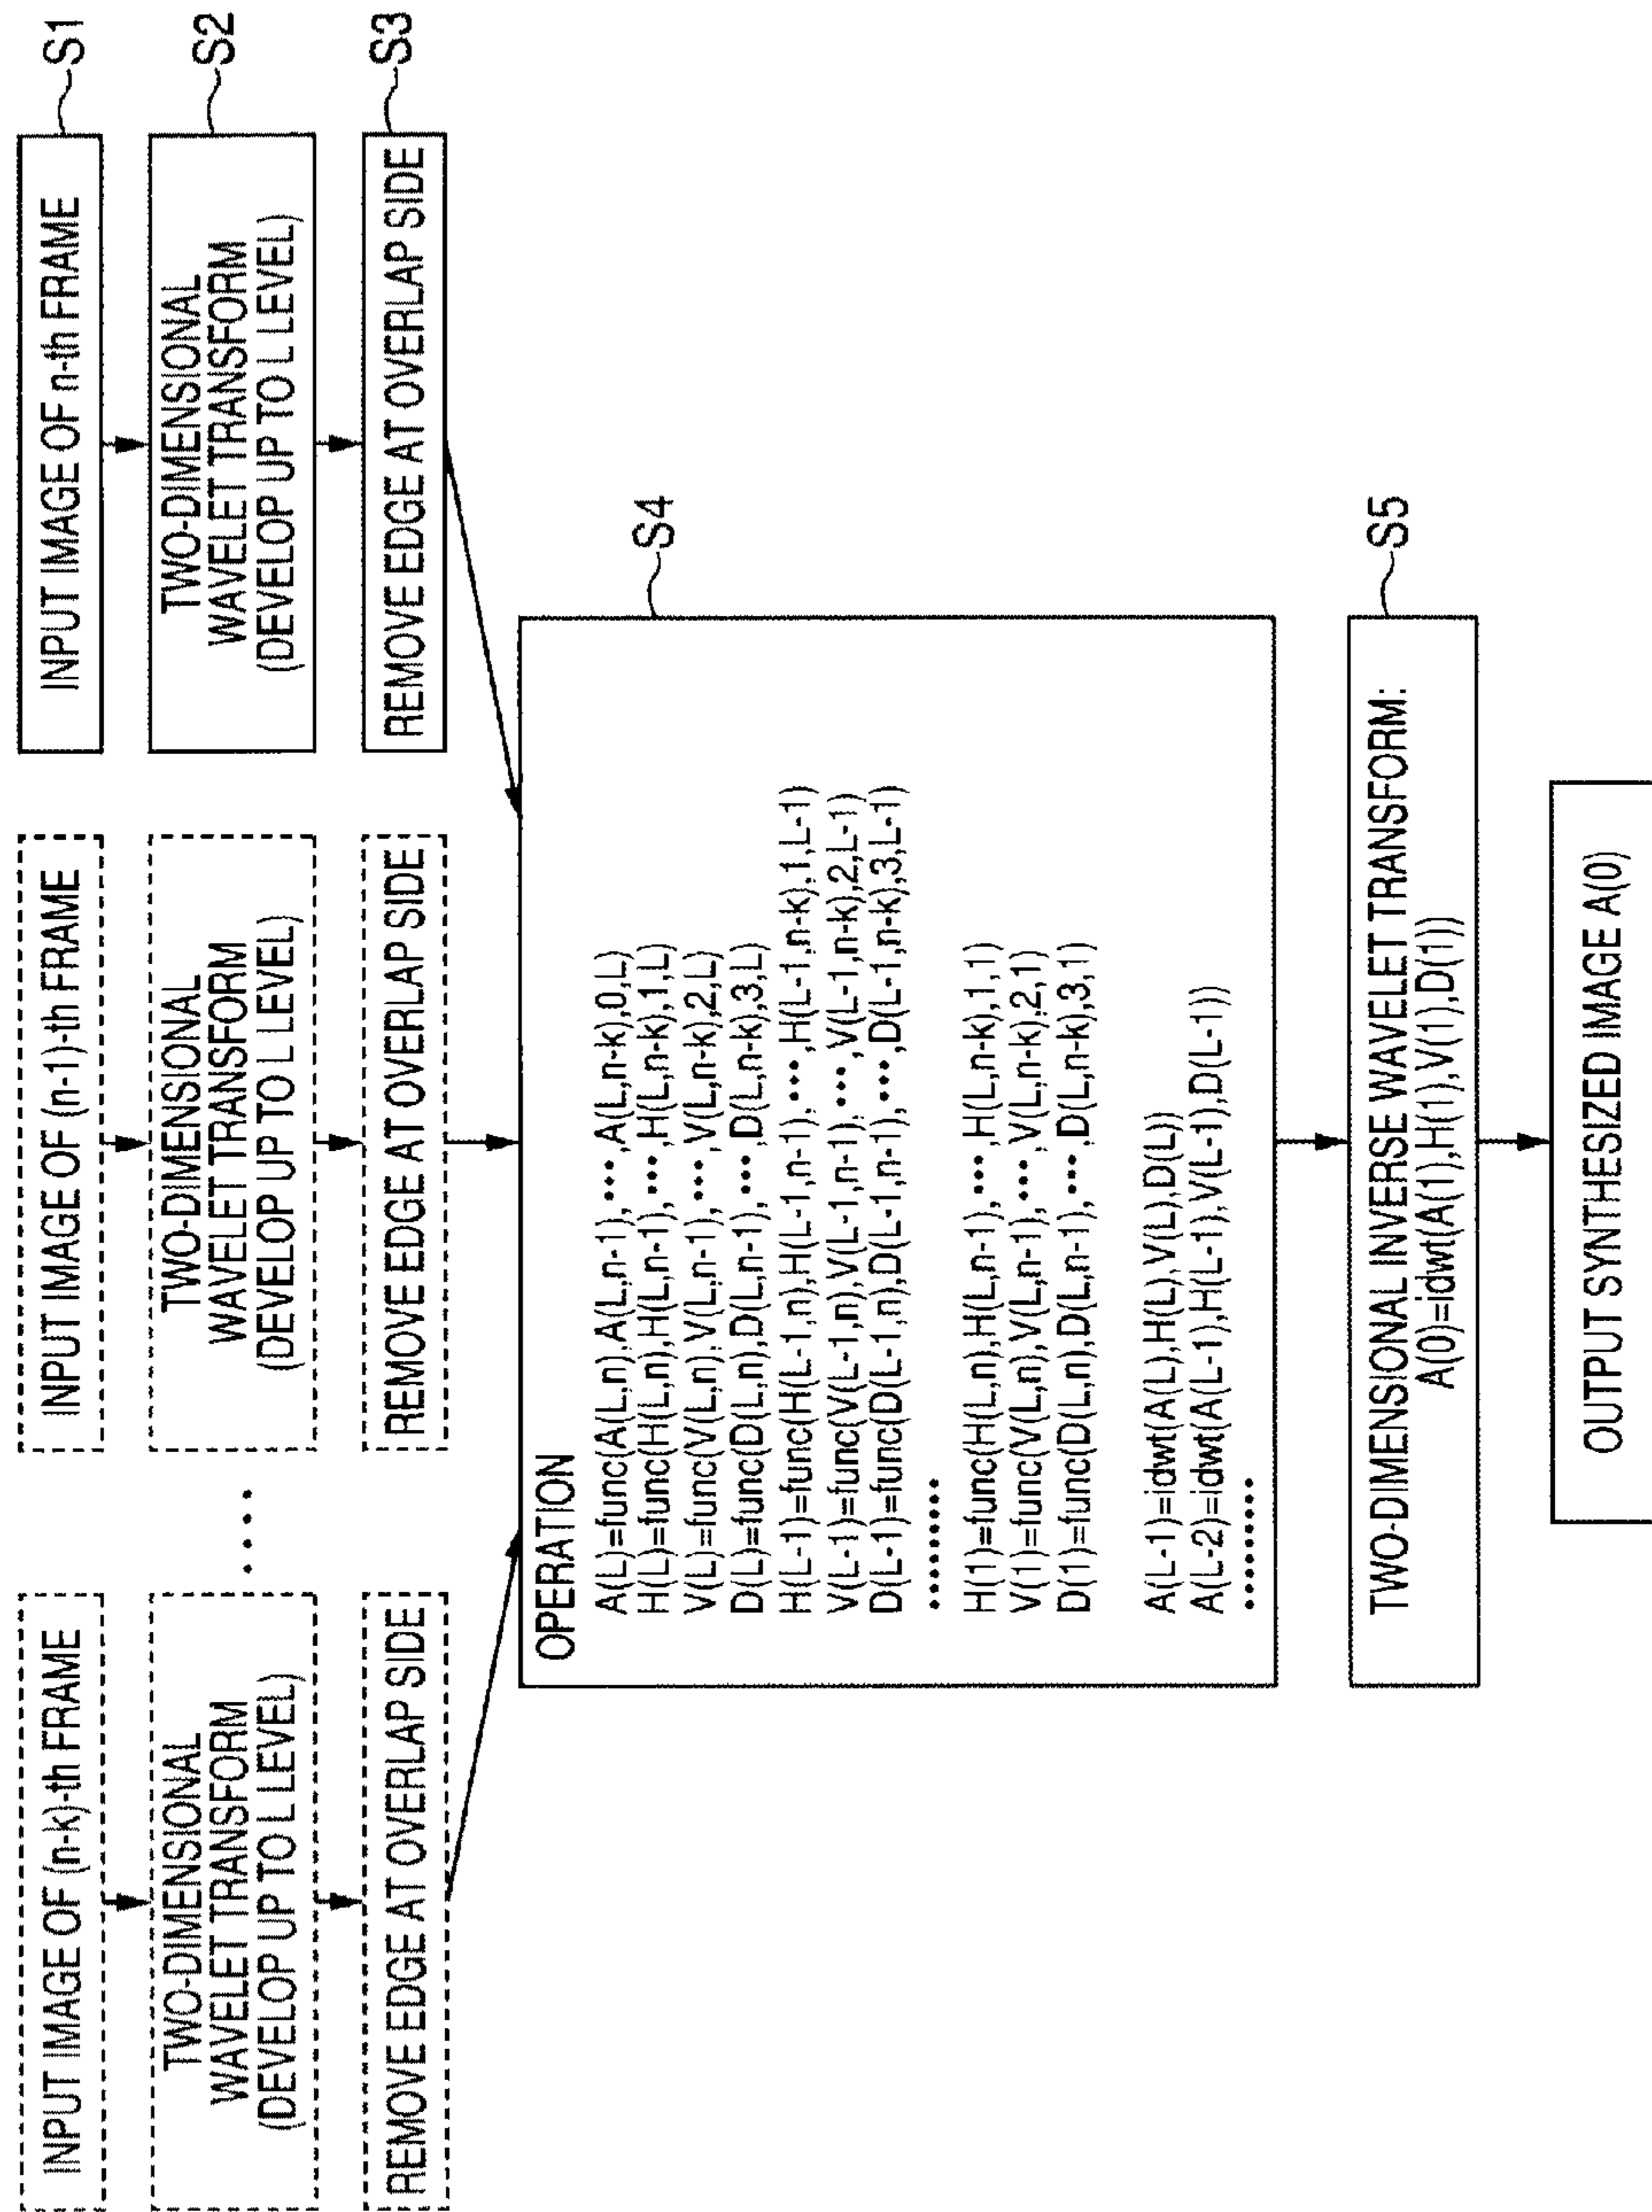 INPUT IMAGE OF (n-k)-th FRAME
TWO-DIMENSIONAL
WAVELET TRANSFORM
(DEVELOP UP TO L LEVEL)
REMOVE EDGE AT OVERLAP SIDE
....
INPUT IMAGE OF (n-1)-th FRAME
TWO-DIMENSIONAL
WAVELET TRANSFORM
(DEVELOP UP TO L LEVEL)
REMOVE EDGE AT OVERLAP SIDE
INPUT IMAGE OF n-th FRAME
S1
TWO-DIMENSIONAL
WAVELET TRANSFORM
(DEVELOP UP TO L LEVEL)
S2
REMOVE EDGE AT OVERLAP SIDE
S3
OPERATION
S4
A(L)=func(A(L,n),A(L,n-1), •••,A(L,n-k),0,L)
H(L)=func(H(L,n),H(L,n-1), •••,H(L,n-k),1,L)
V(L)=func(V(L,n),V(L,n-1), •••,V(L,n-k),2,L)
D(L)=func(D(L,n),D(L,n-1), •••,D(L,n-k),3,L)
H(L-1)=func(H(L-1,n),H(L-1,n-1), •••,H(L-1,n-k),1,L-1)
V(L-1)=func(V(L-1,n),V(L-1,n-1), •••,V(L-1,n-k),2,L-1)
D(L-1)=func(D(L-1,n),D(L-1,n-1), •••,D(L-1,n-k),3,L-1)
•••••••••
H(1)=func(H(L,n),H(L,n-1), •••,H(L,n-k),1,1)
V(1)=func(V(L,n),V(L,n-1), •••,V(L,n-k),2,1)
D(1)=func(D(L,n),D(L,n-1), •••,D(L,n-k),3,1)
A(L-1)=idwt(A(L),H(L),V(L),D(L))
A(L-2)=idwt(A(L-1),H(L-1),V(L-1),D(L-1))
•••••••••
TWO-DIMENSIONAL INVERSE WAVELET TRANSFORM:
A(0)=idwt(A(1),H(1),V(1),D(1))
S5
OUTPUT SYNTHESIZED IMAGE A(0)